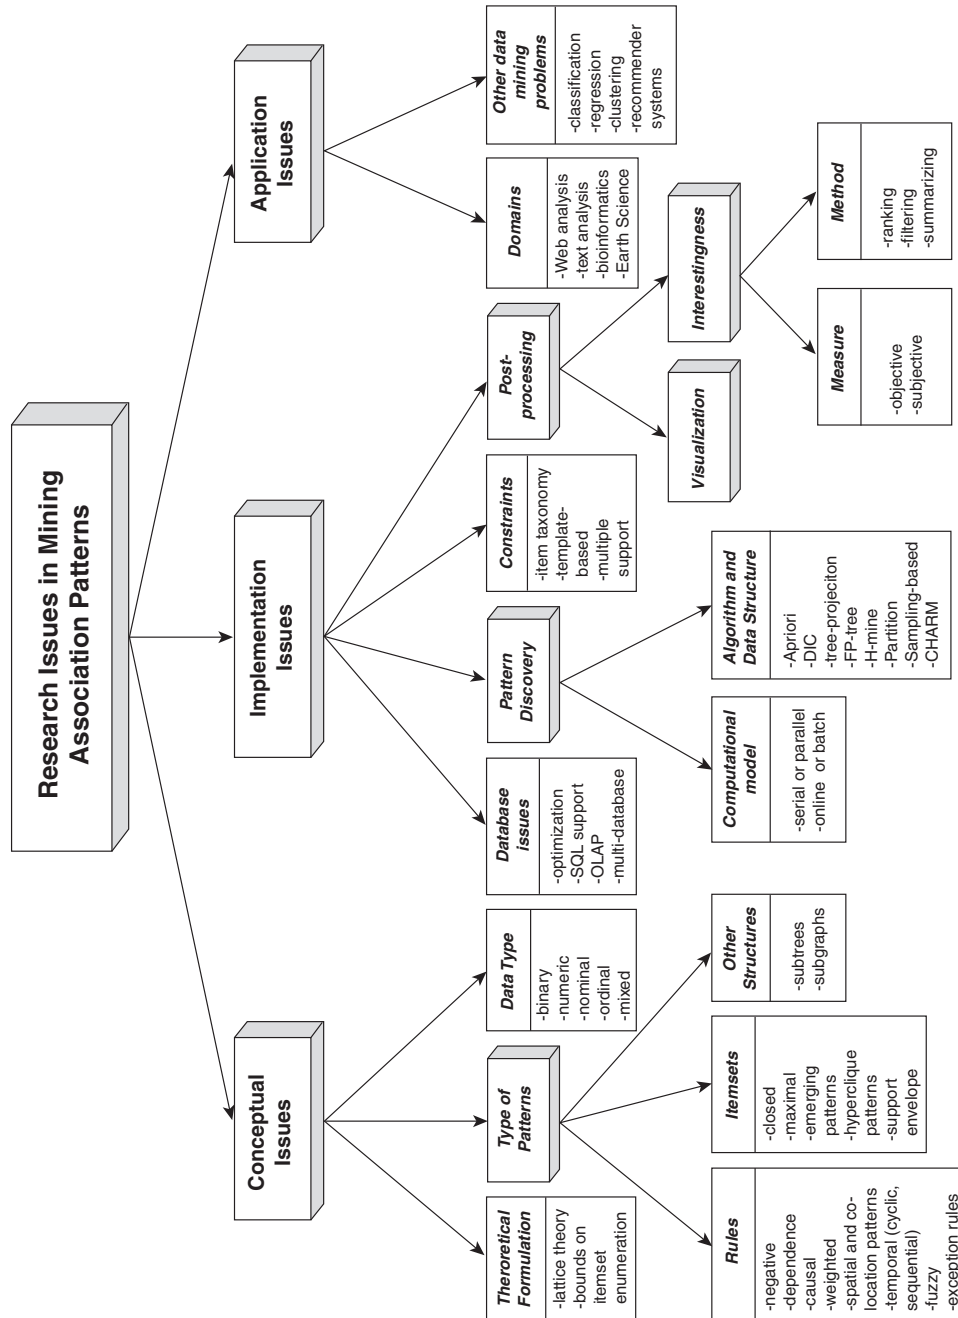 Research Issues in Mining
Association Patterns
Conceptual
Issues
Implementation
Issues
Application
Issues
Theroretical
Formulation
-lattice theory
-bounds on
itemset
enumeration
Type of
Patterns
Data Type
-binary
-numeric
-nominal
-ordinal
-mixed
Database
issues
-optimization
-SQL support
-OLAP
-multi-database
Pattern
Discovery
Constraints
-item taxonomy
-template-
based
-multiple
support
Post-
processing
Domains
-Web analysis
-text analysis
-bioinformatics
-Earth Science
Other data
mining
problems
-classification
-regression
-clustering
-recommender
systems
Rules
-negative
-dependence
-causal
-weighted
-spatial and co-
location patterns
-temporal (cyclic,
sequential)
-fuzzy
-exception rules
Itemsets
-closed
-maximal
-emerging
patterns
-hyperclique
patterns
-support
envelope
Other
Structures
-subtrees
-subgraphs
Computational
model
-serial or parallel
-online or batch
Algorithm and
Data Structure
-Apriori
-DIC
-tree-projeciton
-FP-tree
-H-mine
-Partition
-Sampling-based
-CHARM
Visualization
Interestingness
Measure
-objective
-subjective
Method
-ranking
-filtering
-summarizing